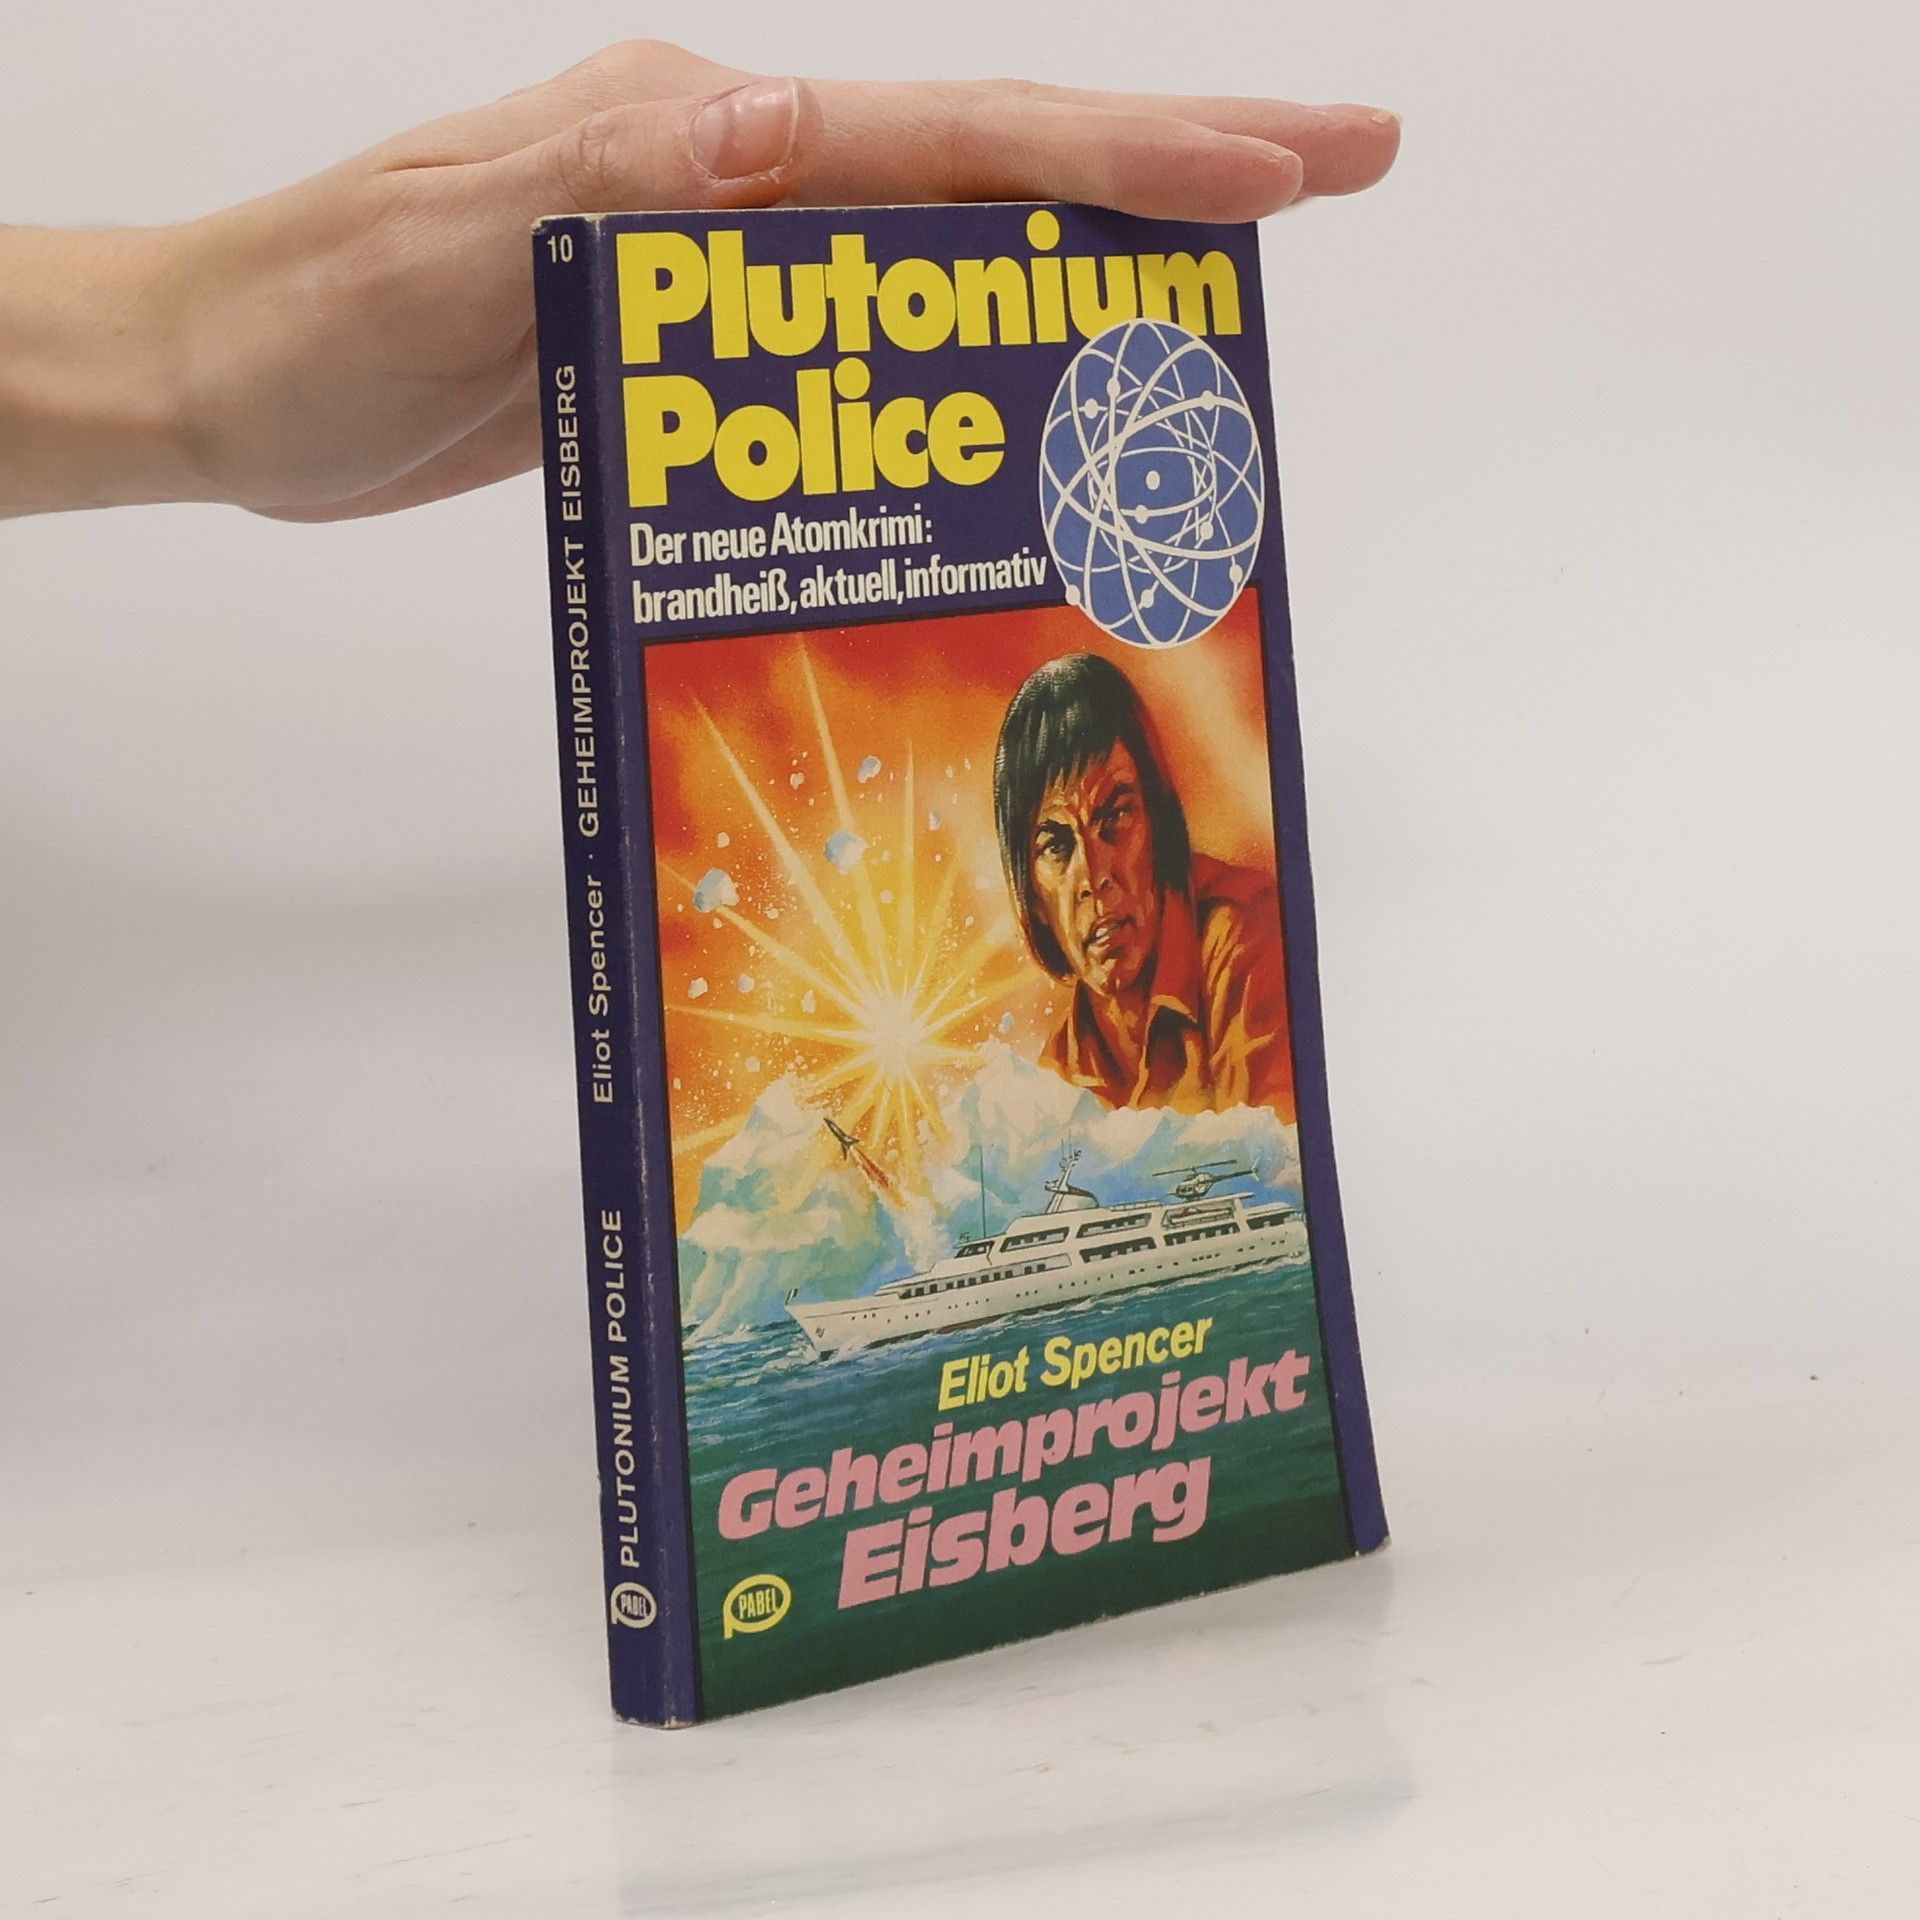 10
Eliot Spencer · GEHEIMPROJEKT EISBERG
PLUTONIUM POLICE
PABEL
Plutonium
Police
Der neue Atomkrimi:
brandheiß, aktuell, informativ
Eliot Spencer
Geheimprojekt
Eisberg
PABEL